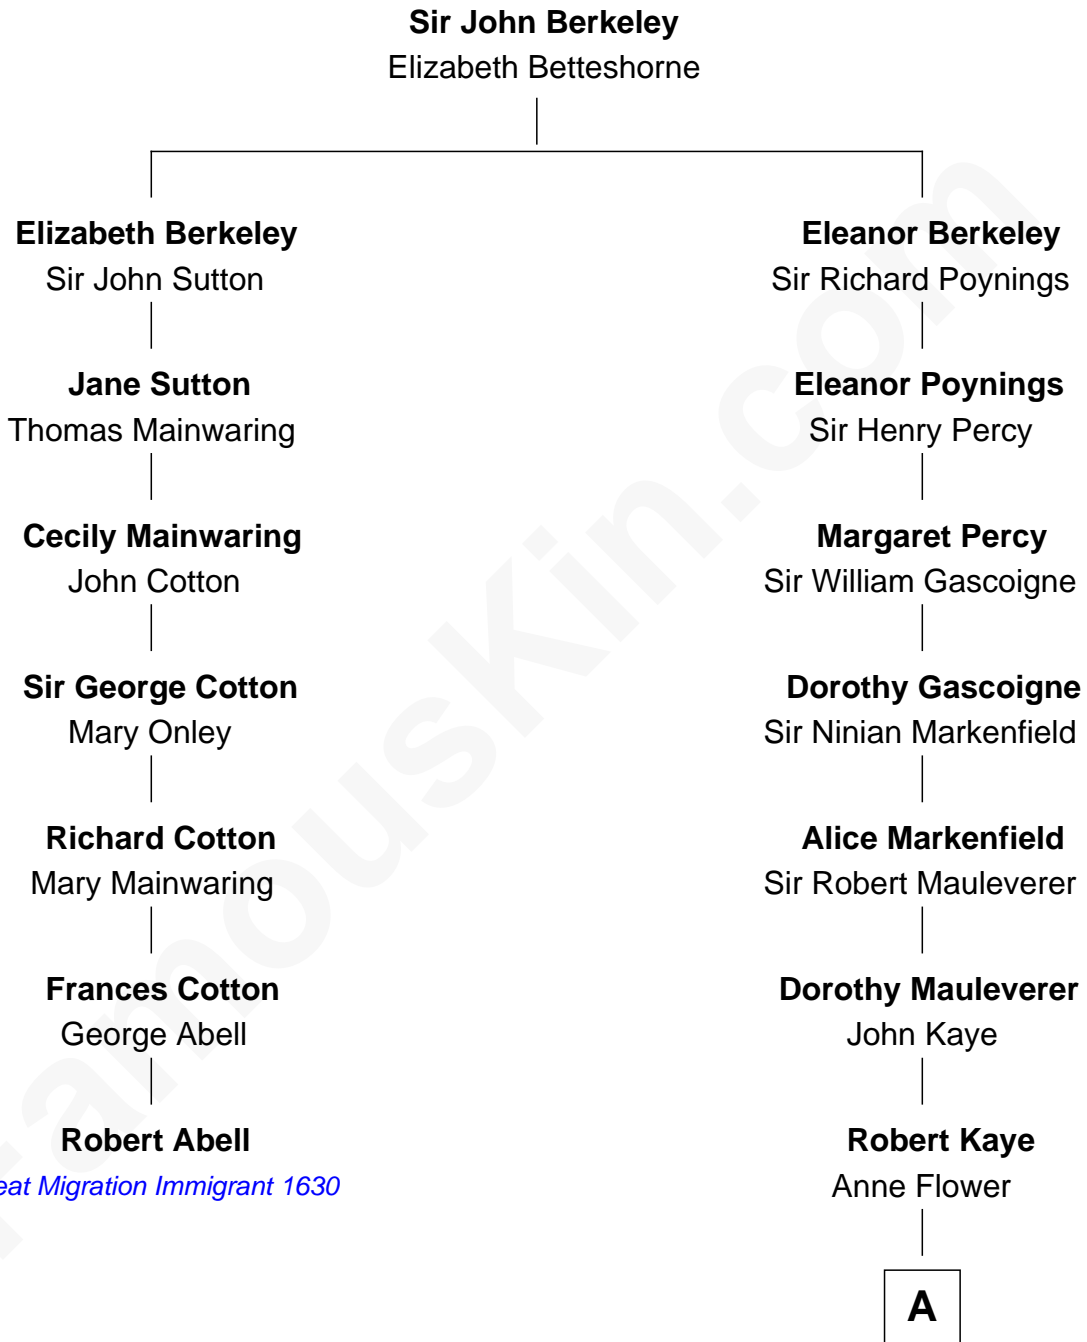 Sir John Berkeley
Elizabeth Betteshorne
Elizabeth Berkeley
Sir John Sutton
Eleanor Berkeley
Sir Richard Poynings
Jane Sutton
Thomas Mainwaring
Eleanor Poynings
Sir Henry Percy
Cecily Mainwaring
John Cotton
Margaret Percy
Sir William Gascoigne
Sir George Cotton
Mary Onley
Dorothy Gascoigne
Sir Ninian Markenfield
Richard Cotton
Mary Mainwaring
Alice Markenfield
Sir Robert Mauleverer
Frances Cotton
George Abell
Dorothy Mauleverer
John Kaye
Robert Abell
eat Migration Immigrant 1630
Robert Kaye
Anne Flower
A
FamousKin.com